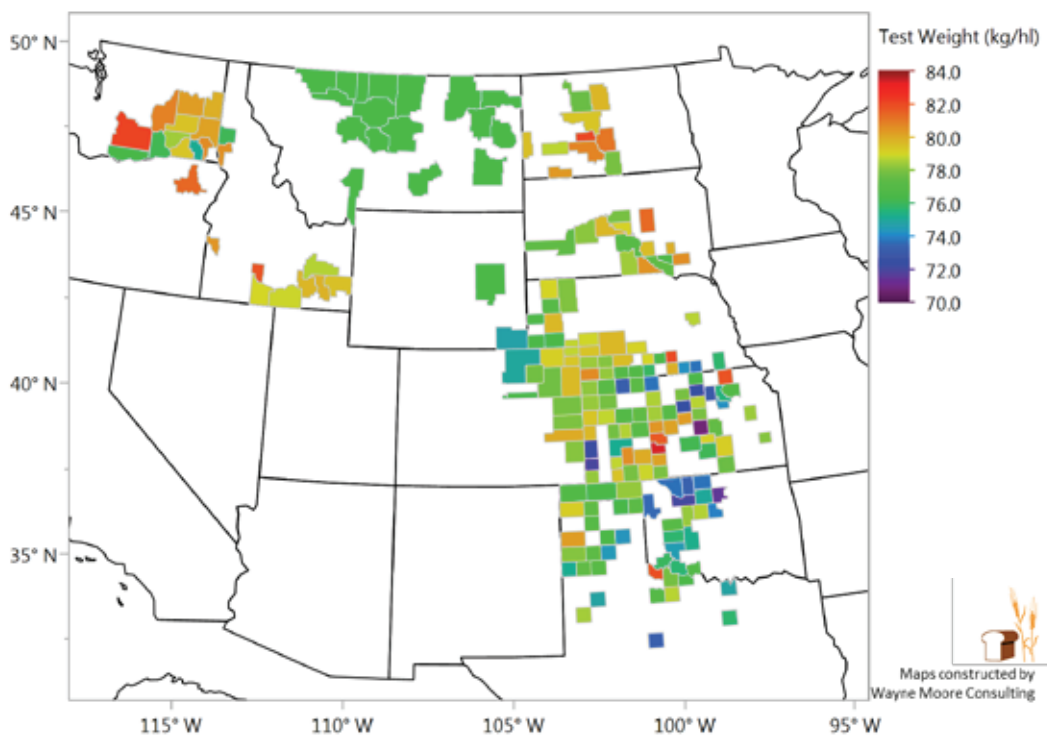 50° N
45° N
40° N
35° N
115° W
110° W
105° W
100° W
95° W
Test Weight (kg/hl)
84.0
82.0
80.0
78.0
76.0
74.0
72.0
70.0
Maps constructed by
Wayne Moore Consulting